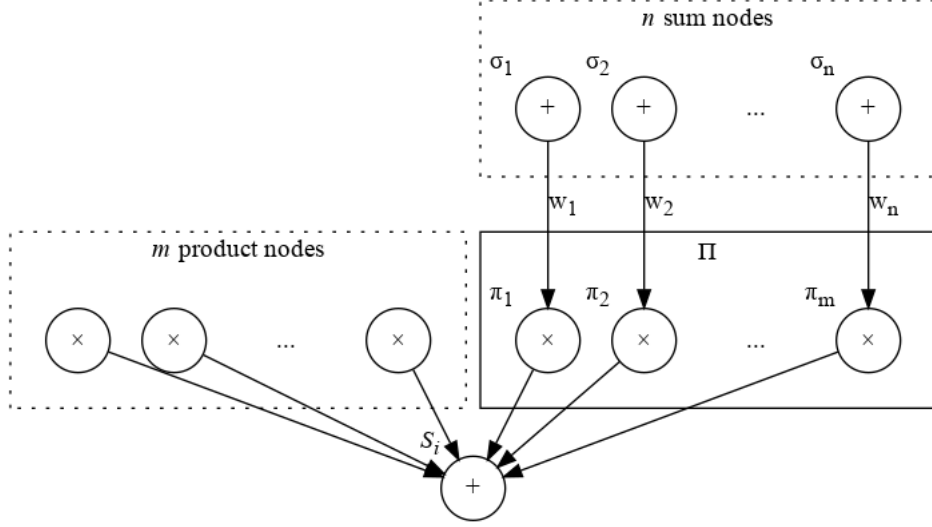 n sum nodes
σ1 σ2 σn
+ + ... +
w1 w2 wn
m product nodes
Π
π1 π2 πm
× × ... × × × ... ×
Si
+